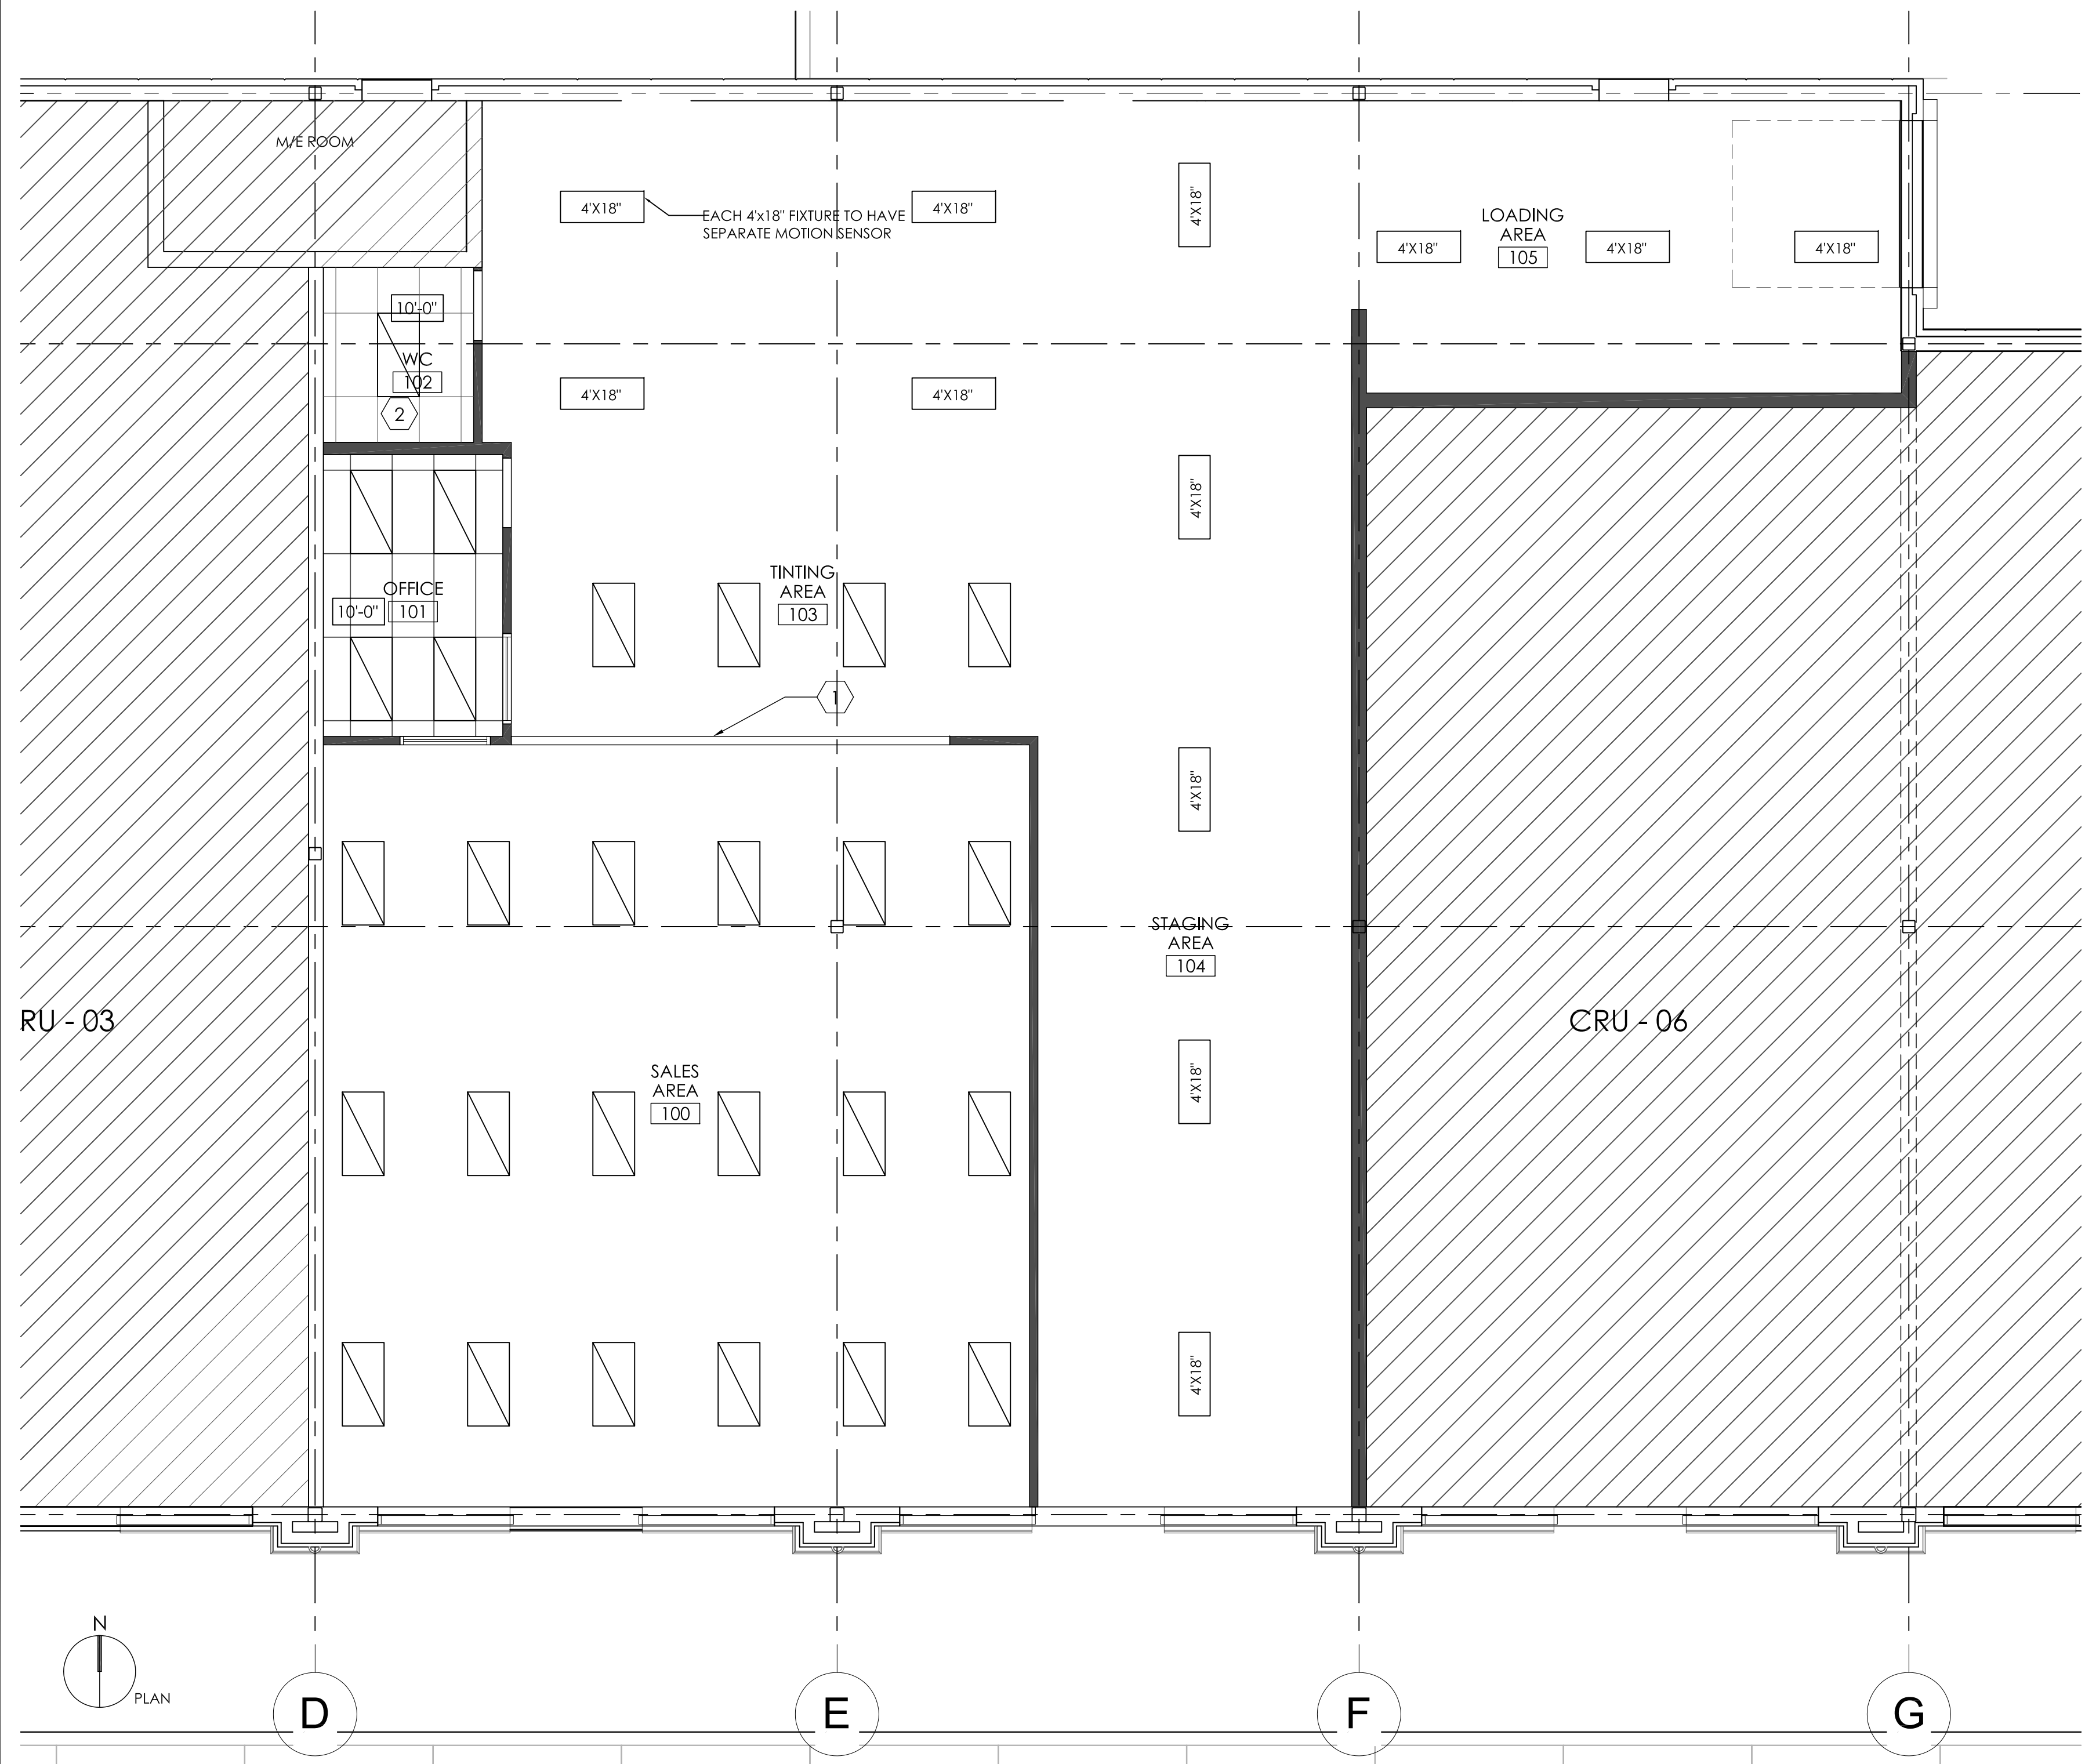 M/E ROOM
4'X18"
EACH 4'x18" FIXTURE TO HAVE
SEPARATE MOTION SENSOR
4'X18"
4'X18"
LOADING
AREA
105
4'X18"
4'X18"
4'X18"
10'-0"
WC
102
2
4'X18"
4'X18"
4'X18"
TINTING
AREA
103
OFFICE
10'-0"
101
1
4'X18"
STAGING
AREA
104
RU - 03
CRU - 06
SALES
AREA
100
4'X18"
4'X18"
N
PLAN
D
E
F
G